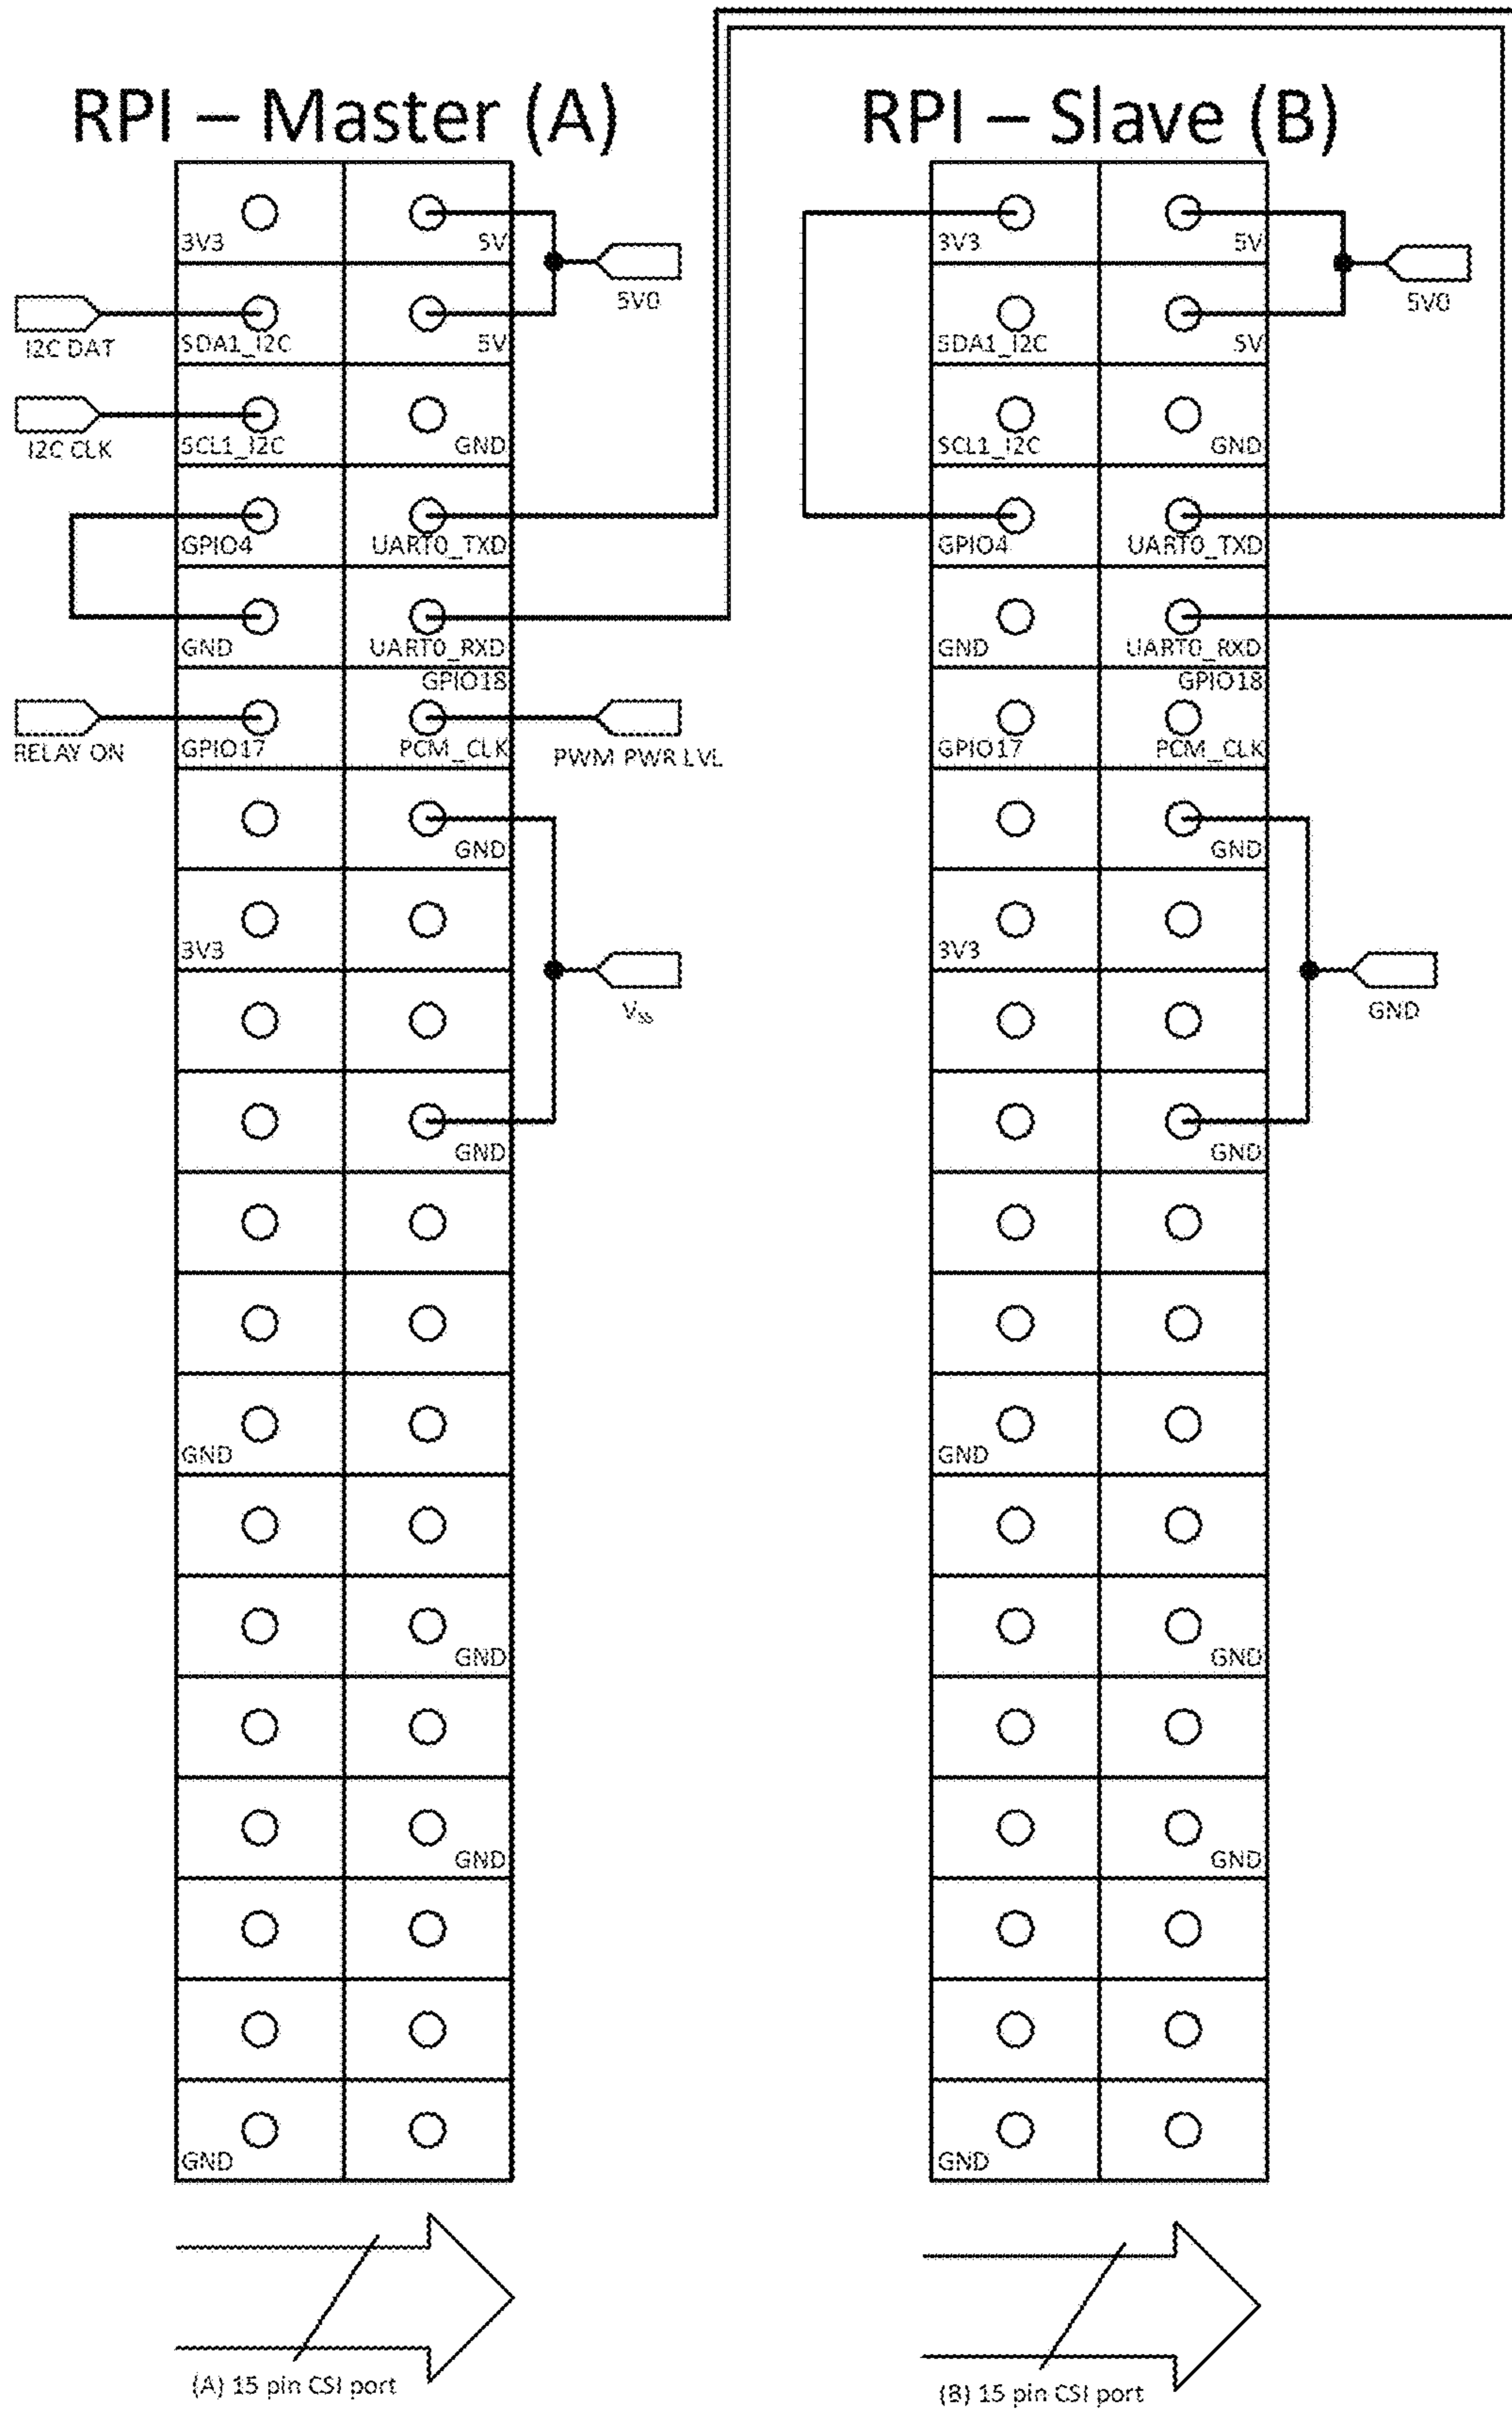 RPI – Master (A)
3V3
5V
5V0
I2C DAT
SDA1_I2C
5V
I2C CLK
SCL1_I2C
GND
GPIO4
UART0_TXD
GND
UART0_RXD
GPIO18
RELAY ON
GPIO17
PCM_CLK
PWM PWR LVL
GND
3V3
Vss
GND
GND
GND
GND
GND
(A) 15 pin CSI port
RPI – Slave (B)
3V3
5V
5V0
SDA1_I2C
5V
SCL1_I2C
GND
GPIO4
UART0_TXD
GND
UART0_RXD
GPIO18
GPIO17
PCM_CLK
GND
3V3
GND
GND
GND
GND
GND
GND
(B) 15 pin CSI port